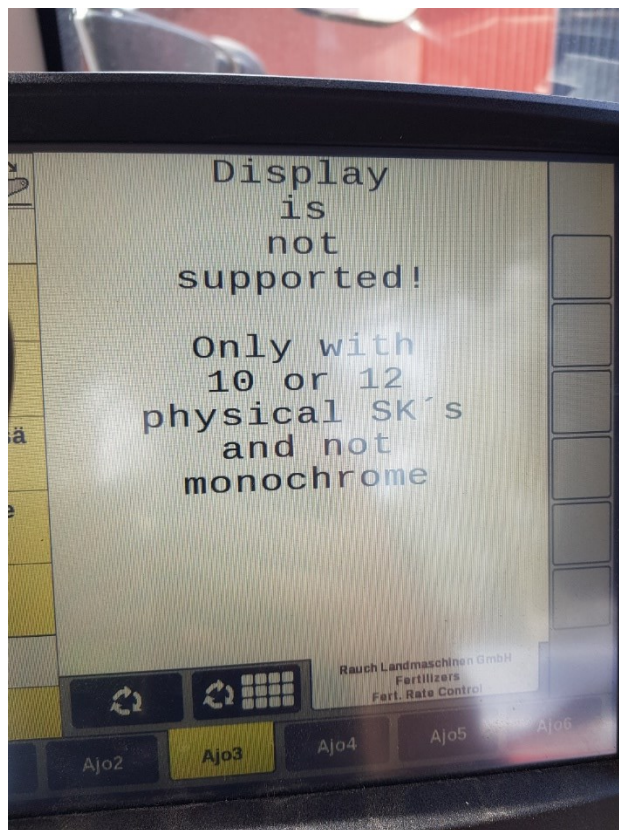 Display
is
not
supported!
Only with
10 or 12
physical SK´s
and not
monochrome
ä
e
Rauch Landmaschinen GmbH
Fertilizers
Fert. Rate Control
Ajo2
Ajo3
Ajo4
Ajo5
Ajo6